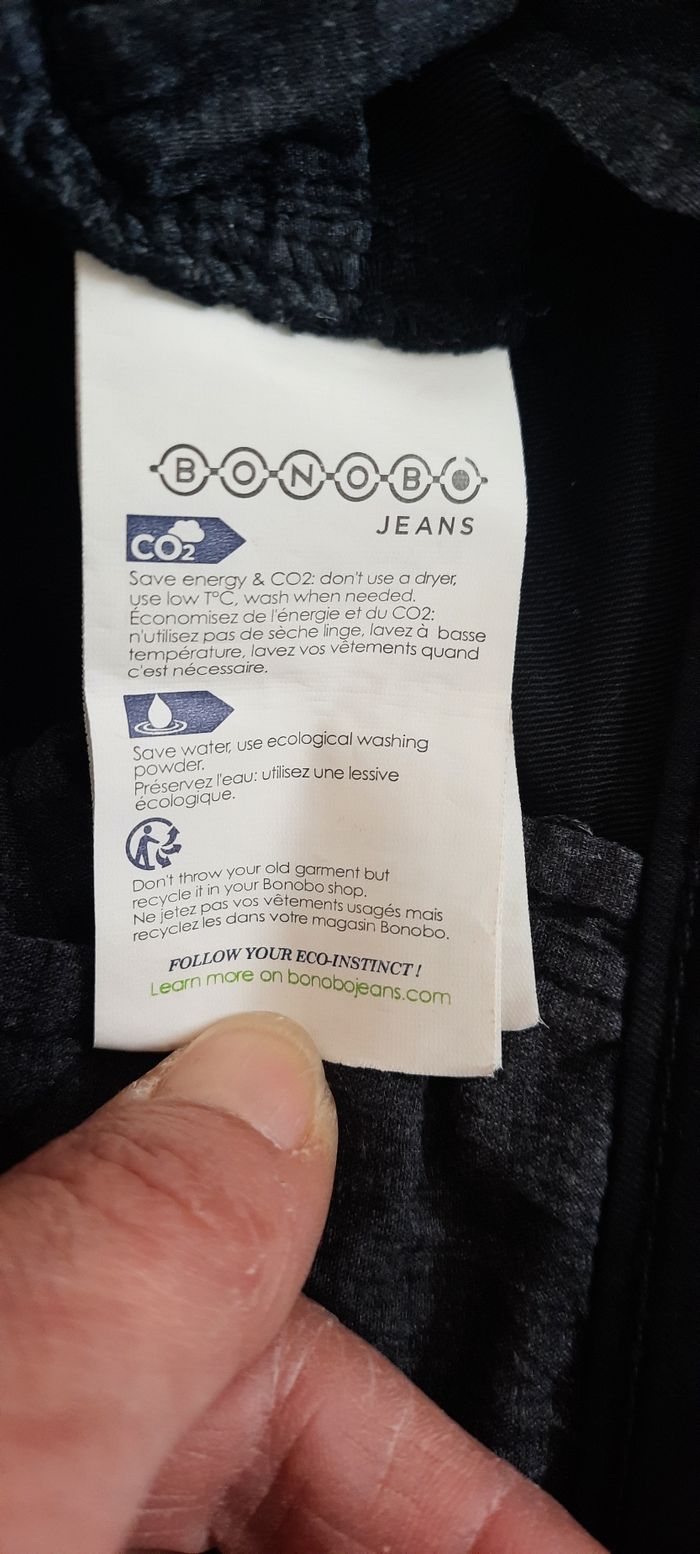 BONOBO
JEANS
CO2
Save energy & CO2: don't use a dryer,
use low T°C, wash when needed.
Économisez de l'énergie et du CO2:
n'utilisez pas de sèche linge, lavez à basse
température, lavez vos vêtements quand
c'est nécessaire.
Save water, use ecological washing
powder.
Préservez l'eau: utilisez une lessive
écologique.
Don't throw your old garment but
recycle it in your Bonobo shop.
Ne jetez pas vos vêtements usagés mais
recyclez les dans votre magasin Bonobo.
FOLLOW YOUR ECO-INSTINCT !
Learn more on bonobojeans.com